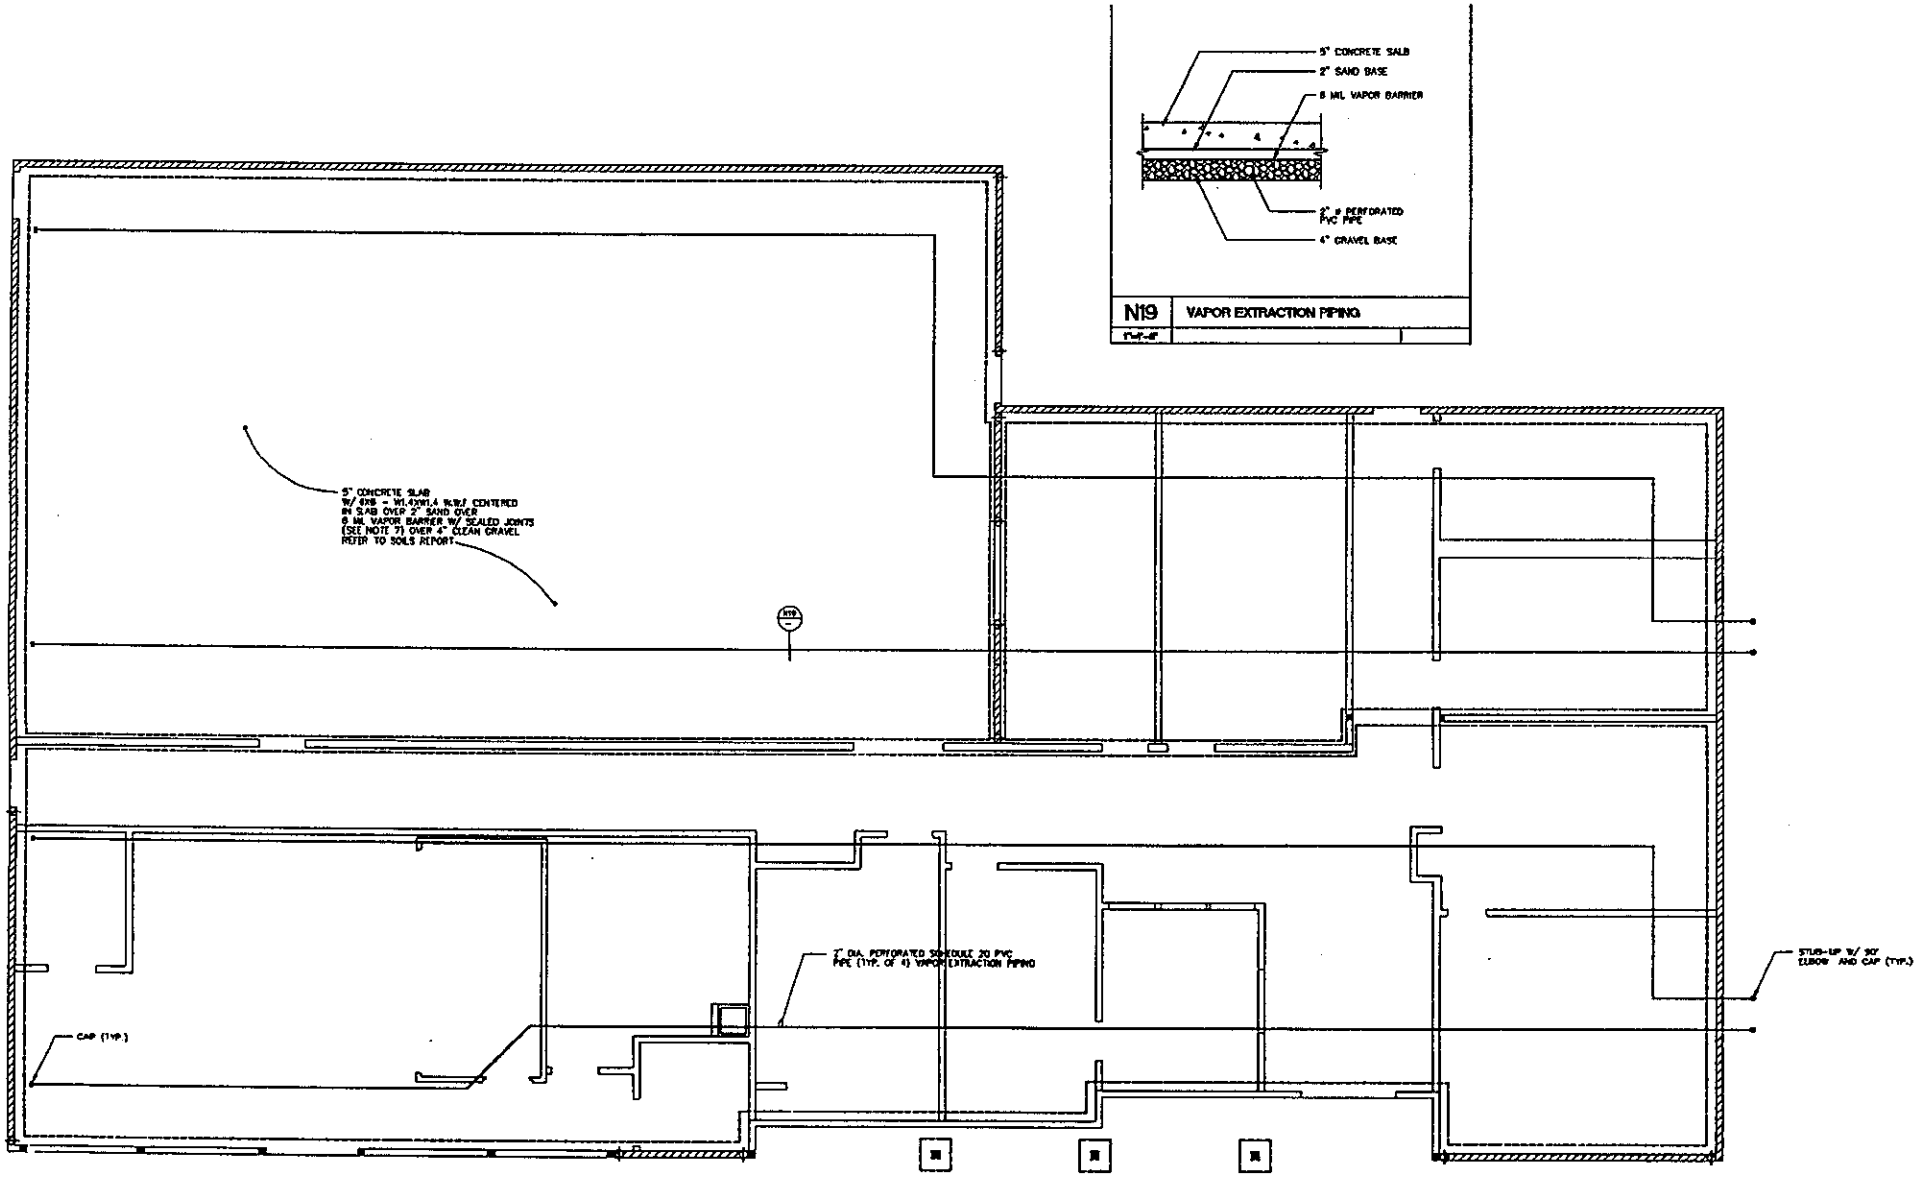 5" CONCRETE SALB
2" SAND BASE
6 MIL VAPOR BARRIER
2" ø PERFORATED
PVC PIPE
4" GRAVEL BASE
N19
VAPOR EXTRACTION PIPING
5" CONCRETE SLAB
W/ 6X6 - W1.4XW1.4 W.W.F CENTERED
IN SLAB OVER 2" SAND OVER
6 MIL VAPOR BARRIER W/ SEALED JOINTS
(SEE NOTE 7) OVER 4" CLEAN GRAVEL
REFER TO SOILS REPORT
N19
2" DIA. PERFORATED SCHEDULE 20 PVC
PIPE (TYP. OF 4) VAPOR EXTRACTION PIPING
STUB-UP W/ 90°
ELBOW AND CAP (TYP.)
CAP (TYP.)